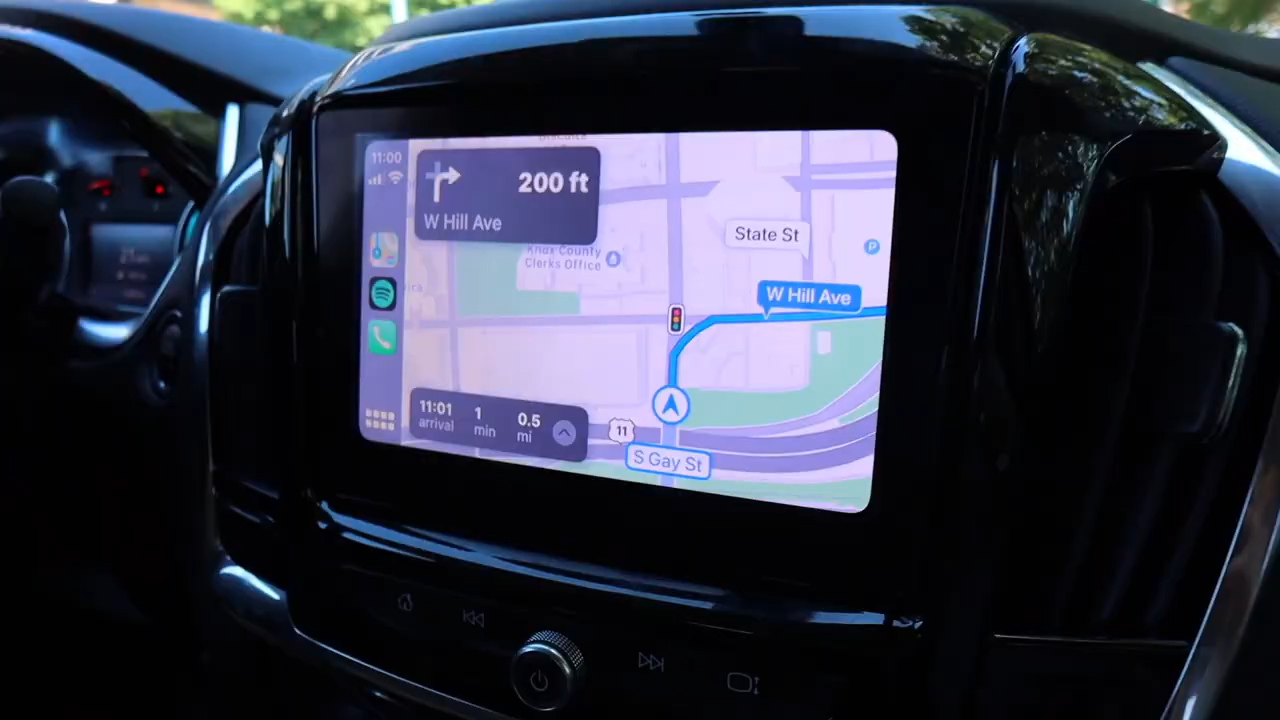 11:00
200 ft
W Hill Ave
Knox County
Clerks Office
State St
P
W Hill Ave
11:01
arrival
1
min
0.5
mi
11
S Gay St